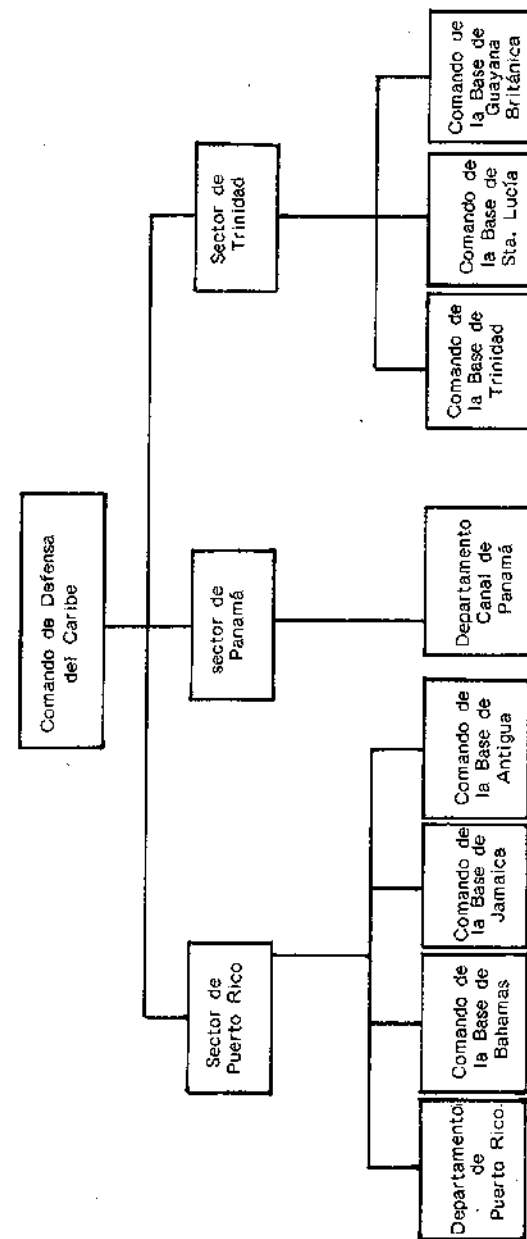 Comando de Defensa
del Caribe
Sector de
Puerto Rico
sector de
Panamá
Sector de
Trinidad
Departamento
de
Puerto Rico.
Comando de
la Base de
Bahamas
Comando de
la Base de
Jamaica
Comando de
la Base de
Antigua
Departamento
Canal de
Panamá
Comando de
la Base de
Trinidad
Comando de
la Base de
Sta. Lucía
Comando de
la Base de
Guayana
Británica